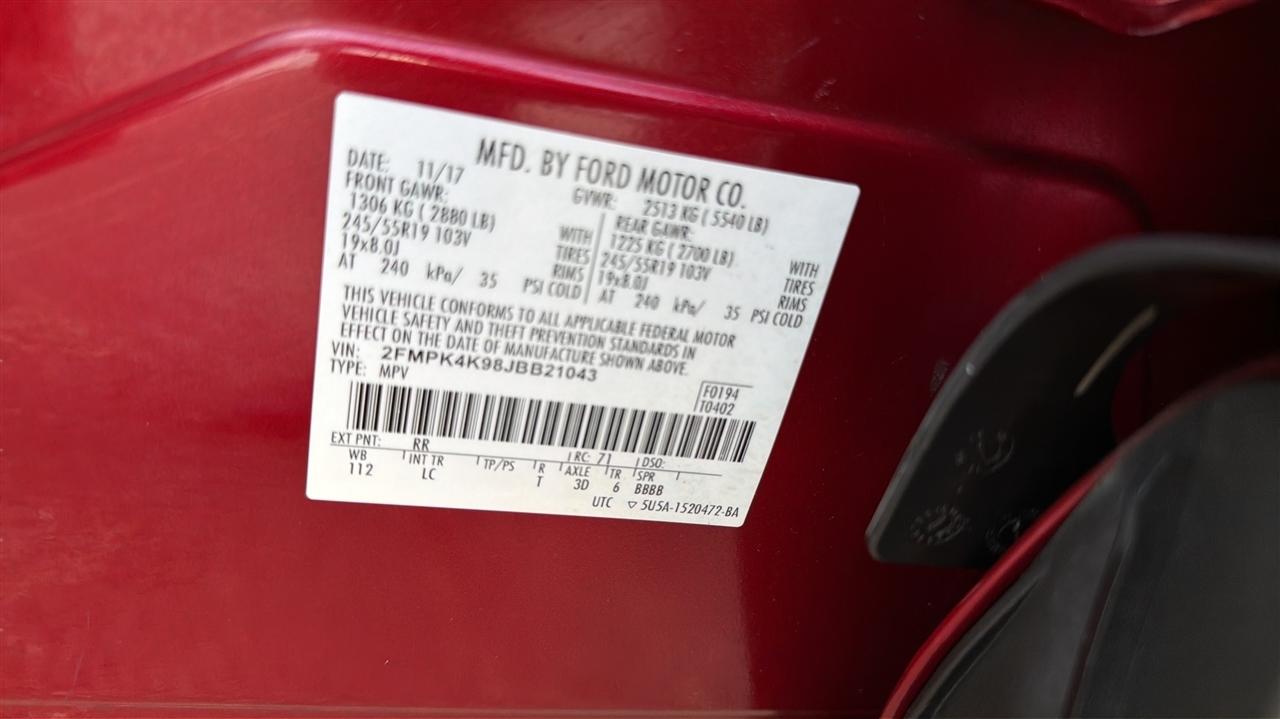 MFD. BY FORD MOTOR CO.
DATE: 11/17 GVWR: 2513 KG ( 5540 LB)
FRONT GAWR: REAR GAWR:
1306 KG ( 2880 LB) WITH 1225 KG ( 2700 LB) WITH
245/55R19 103V TIRES 245/55R19 103V TIRES
19x8.0J RIMS 19x8.0J RIMS
AT 240 kPa/ 35 PSI COLD AT 240 kPa/ 35 PSI COLD
THIS VEHICLE CONFORMS TO ALL APPLICABLE FEDERAL MOTOR
VEHICLE SAFETY AND THEFT PREVENTION STANDARDS IN
EFFECT ON THE DATE OF MANUFACTURE SHOWN ABOVE.
VIN: 2FMPK4K98JBB21043
TYPE: MPV
F0194
T0402
EXT PNT: RR RC: 71 DSO:
WB INT TR TP/PS R AXLE TR SPR
112 LC T 3D 6 BBBB
UTC ▽ 5U5A-1520472-BA